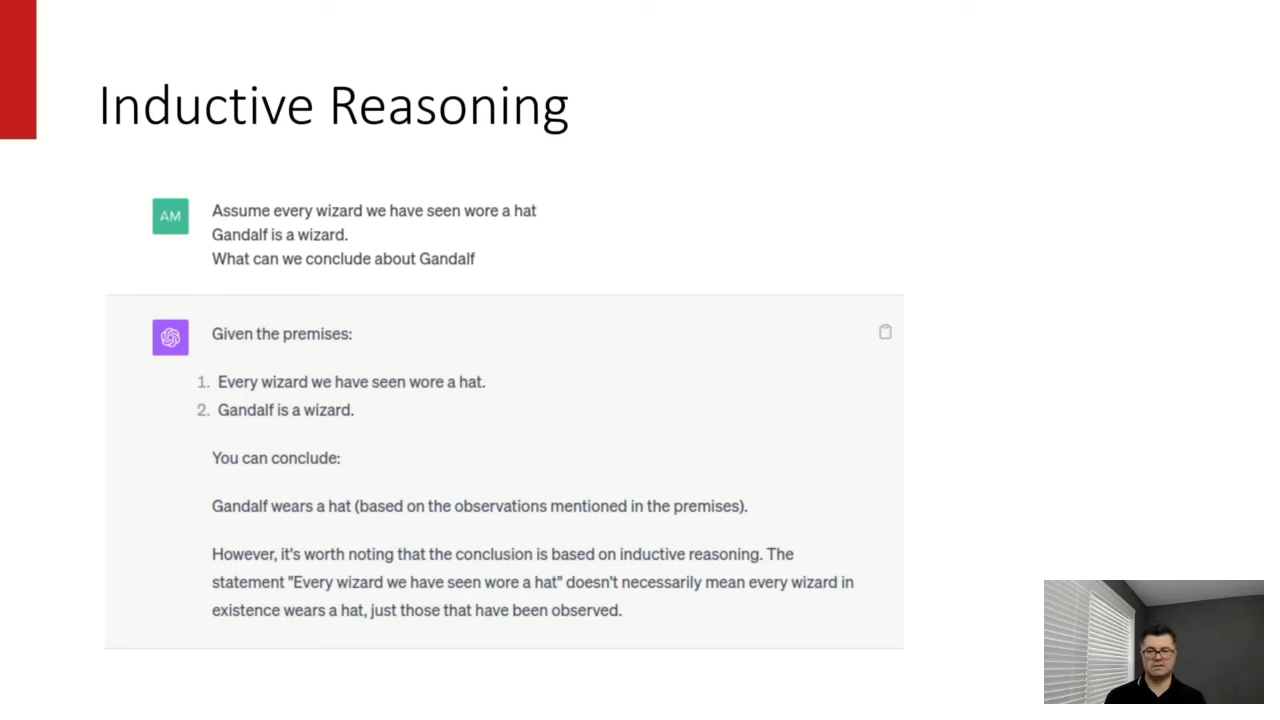 Inductive Reasoning
AM
Assume every wizard we have seen wore a hat
Gandalf is a wizard.
What can we conclude about Gandalf
Given the premises:
1. Every wizard we have seen wore a hat.
2. Gandalf is a wizard.
You can conclude:
Gandalf wears a hat (based on the observations mentioned in the premises).
However, it's worth noting that the conclusion is based on inductive reasoning. The
statement "Every wizard we have seen wore a hat" doesn't necessarily mean every wizard in
existence wears a hat, just those that have been observed.